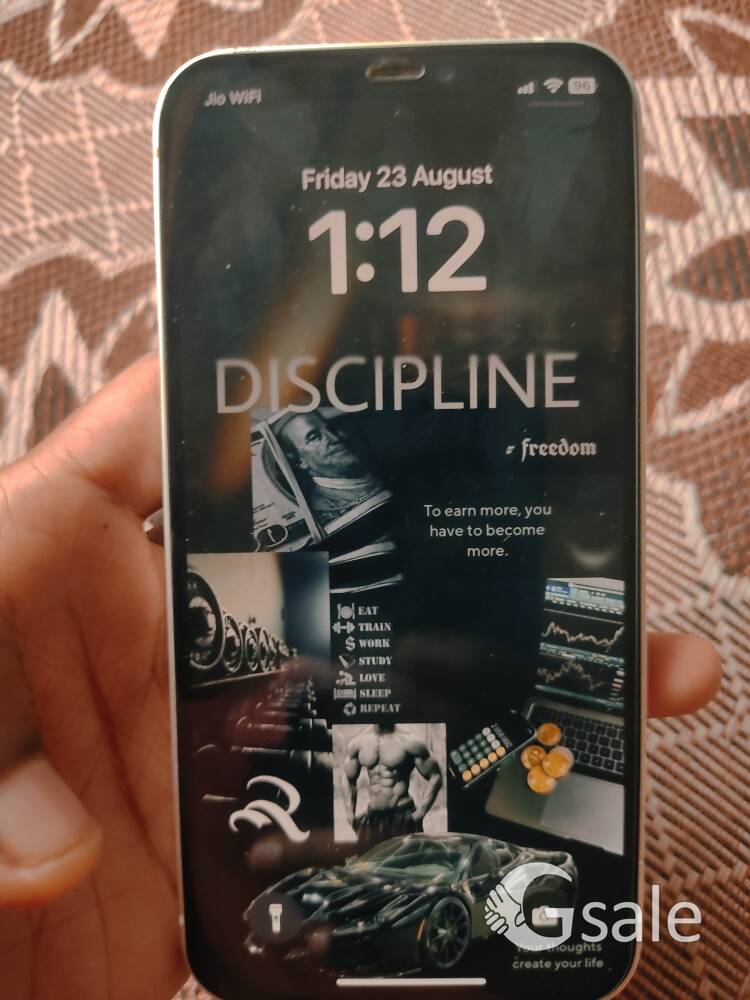 Jio WiFi
96
Friday 23 August
1:12
DISCIPLINE
= freedom
To earn more, you
have to become
more.
EAT
TRAIN
$ WORK
STUDY
LOVE
SLEEP
REPEAT
R
Gsale
Your thoughts
create your life